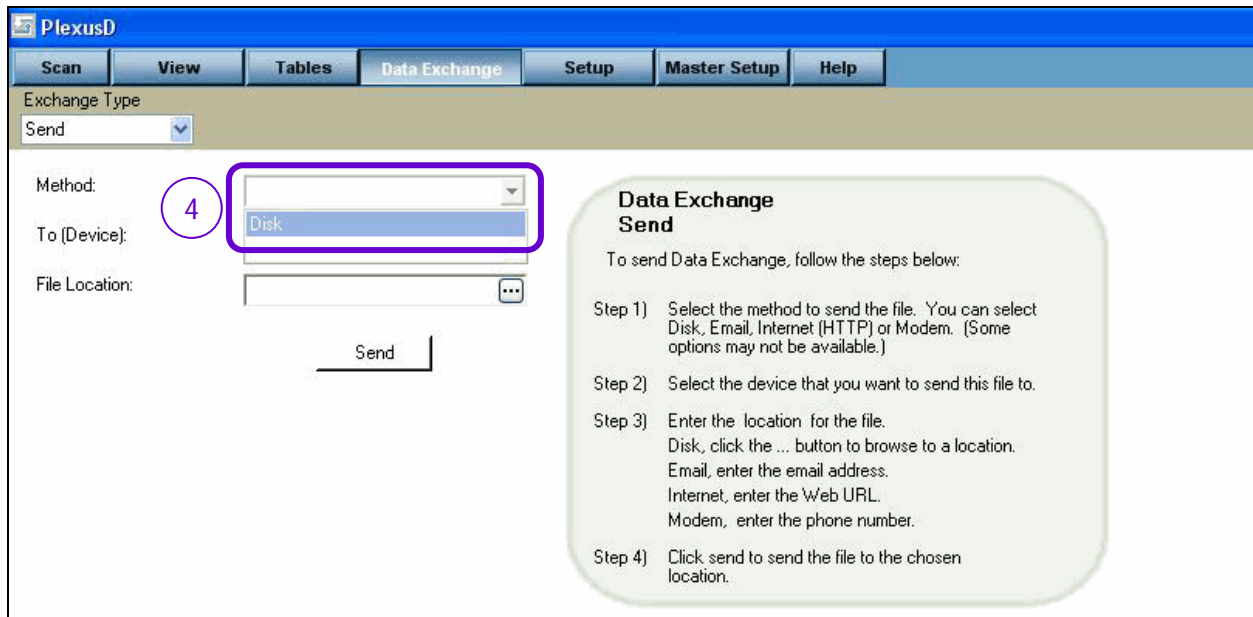 PlexusD
Scan View Tables Data Exchange Setup Master Setup Help
Exchange Type
Send
Method:
4
Disk
To (Device):
File Location:
...
Send
Data Exchange
Send
To send Data Exchange, follow the steps below:
Step 1) Select the method to send the file. You can select
Disk, Email, Internet (HTTP) or Modem. (Some
options may not be available.)
Step 2) Select the device that you want to send this file to.
Step 3) Enter the location for the file.
Disk, click the ... button to browse to a location.
Email, enter the email address.
Internet, enter the Web URL.
Modem, enter the phone number.
Step 4) Click send to send the file to the chosen
location.